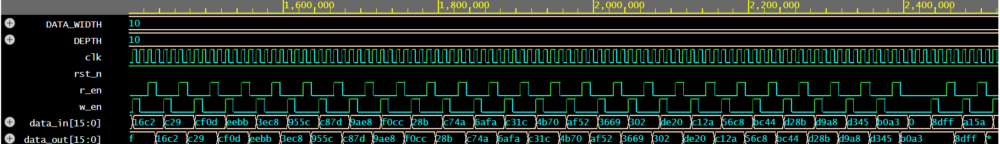 1,600,000 1,800,000 2,000,000 2,200,000 2,400,000
DATA_WIDTH 10
DEPTH 10
clk
rst_n
r_en
w_en
data_in[15:0] 16c2 c29 cf0d eebb 3ec8 955c c87d 9ae8 f0cc 28b c74a 6afa c31c 4b70 af52 3669 302 de20 c12a 56c8 bc44 d28b d9a8 d345 b0a3 0 8dff a15a
data_out[15:0] f 16c2 c29 cf0d eebb 3ec8 955c c87d 9ae8 f0cc 28b c74a 6afa c31c 4b70 af52 3669 302 de20 c12a 56c8 bc44 d28b d9a8 d345 b0a3 8dff *